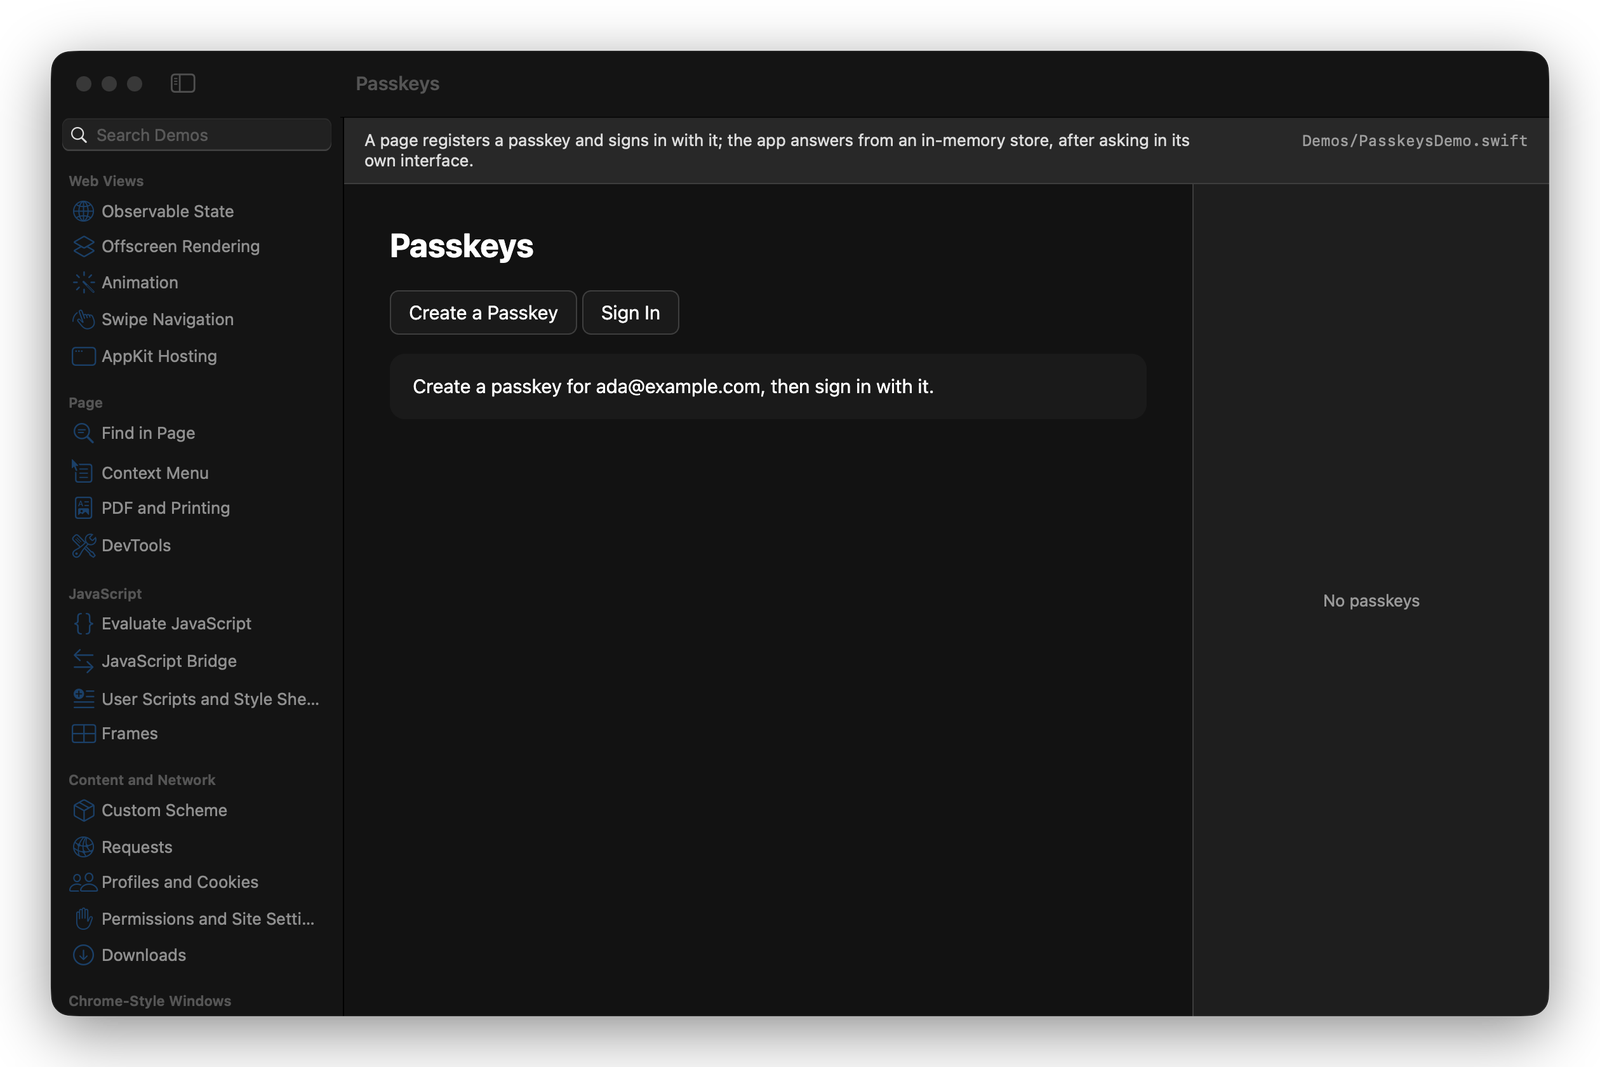 Passkeys
Search Demos
A page registers a passkey and signs in with it; the app answers from an in-memory store, after asking in its
own interface.
Demos/PasskeysDemo.swift
Web Views
Observable State
Offscreen Rendering
Animation
Swipe Navigation
AppKit Hosting
Page
Find in Page
Context Menu
PDF and Printing
DevTools
JavaScript
Evaluate JavaScript
JavaScript Bridge
User Scripts and Style She...
Frames
Content and Network
Custom Scheme
Requests
Profiles and Cookies
Permissions and Site Setti...
Downloads
Chrome-Style Windows
Passkeys
Create a Passkey
Sign In
Create a passkey for ada@example.com, then sign in with it.
No passkeys